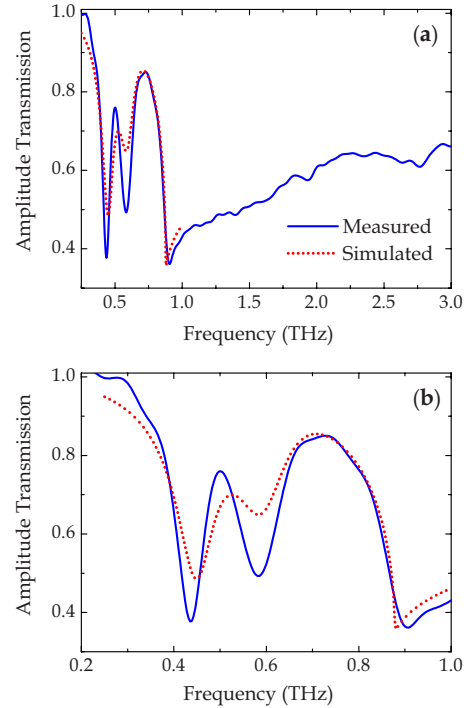 1.0
(a)
0.8
0.6
0.4
Amplitude Transmission
Measured
Simulated
0.5 1.0 1.5 2.0 2.5 3.0
Frequency (THz)
1.0
(b)
0.8
0.6
0.4
Amplitude Transmission
0.2 0.4 0.6 0.8 1.0
Frequency (THz)